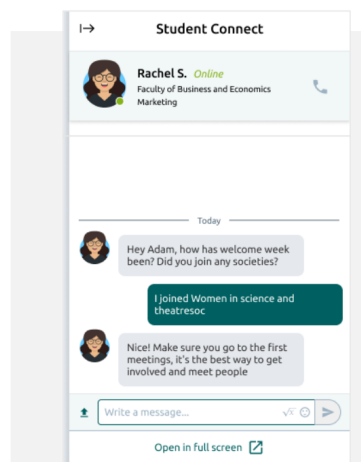 Student Connect
Rachel S. Online
Faculty of Business and Economics
Marketing
Today
Hey Adam, how has welcome week
been? Did you join any societies?
I joined Women in science and
theatresoc
Nice! Make sure you go to the first
meetings, it's the best way to get
involved and meet people
Write a message...
Open in full screen